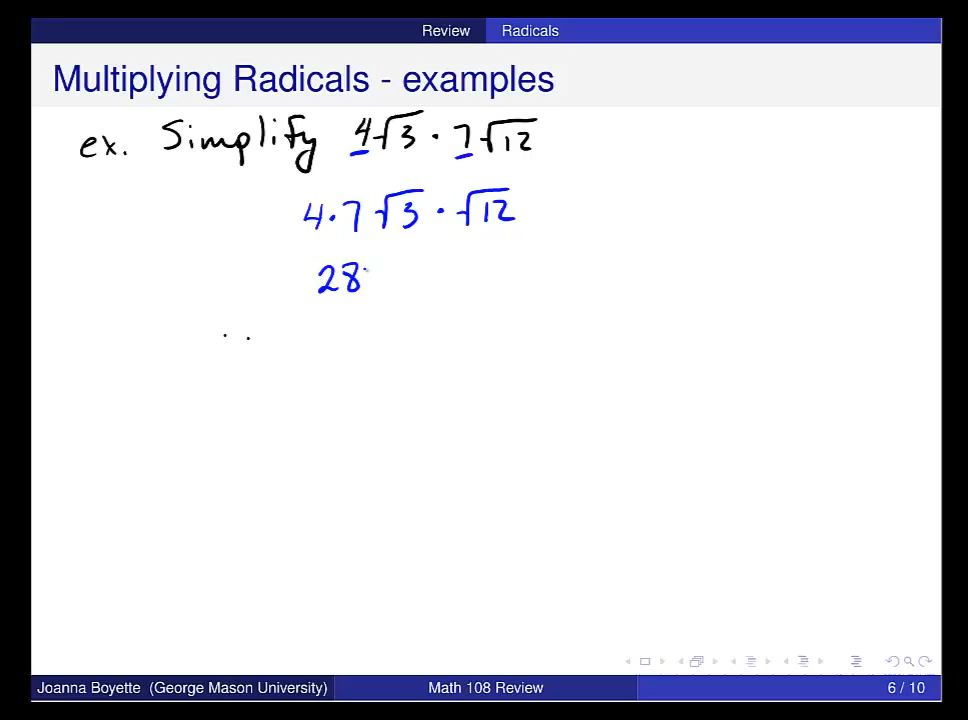 Review Radicals
Multiplying Radicals - examples
ex. Simplify 4√3 · 7√12
4·7 √3 · √12
28
Joanna Boyette (George Mason University) Math 108 Review 6 / 10